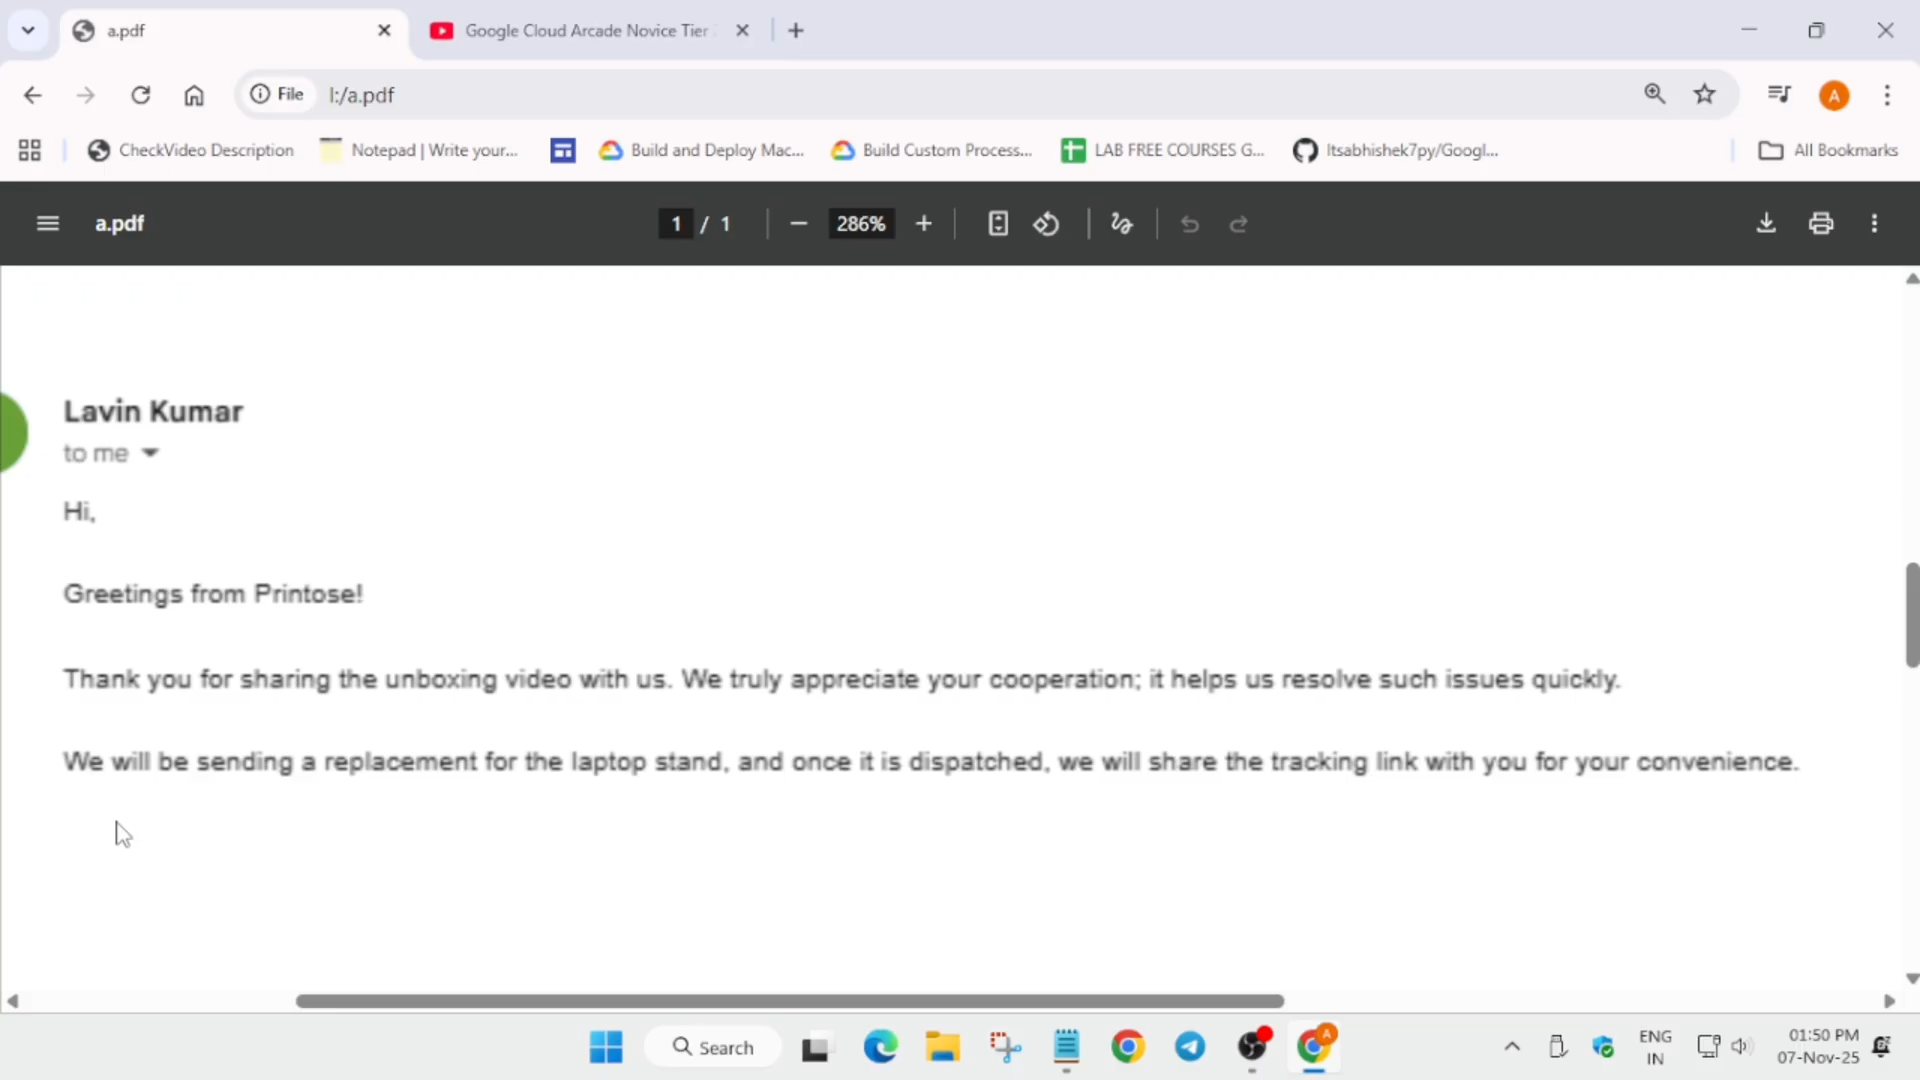 a.pdf
Google Cloud Arcade Novice Tier
File
I:/a.pdf
A
CheckVideo Description
Notepad | Write your...
Build and Deploy Mac...
Build Custom Process...
LAB FREE COURSES G...
Itsabhishek7py/Googl...
All Bookmarks
a.pdf
1 / 1
286%
Lavin Kumar
to me
Hi,
Greetings from Printose!
Thank you for sharing the unboxing video with us. We truly appreciate your cooperation; it helps us resolve such issues quickly.
We will be sending a replacement for the laptop stand, and once it is dispatched, we will share the tracking link with you for your convenience.
Search
A
ENG
IN
01:50 PM
07-Nov-25